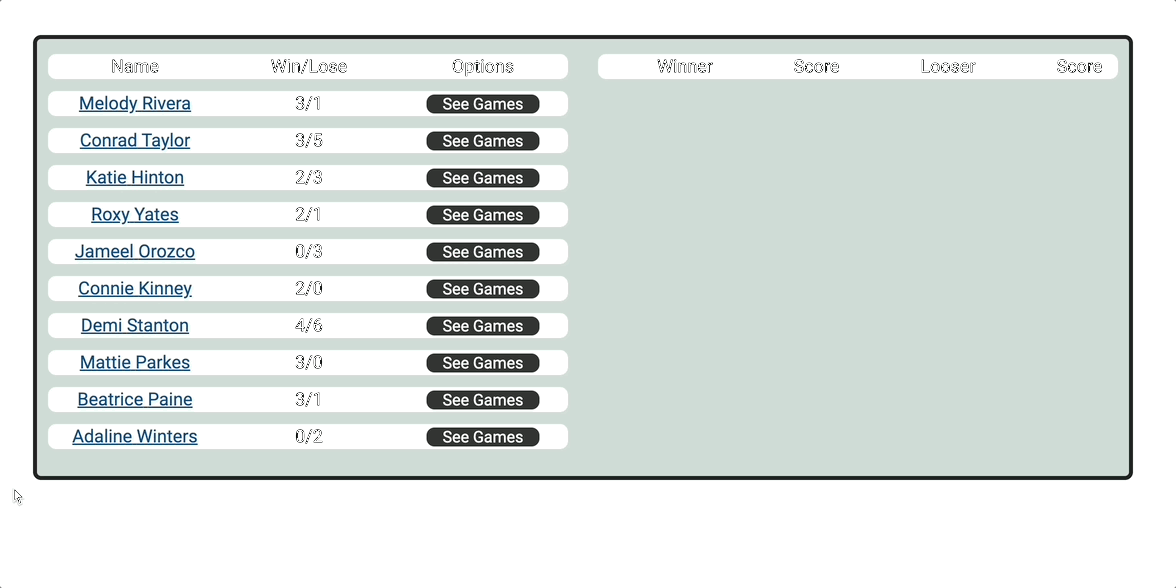 Name Win/Lose Options Winner Score Looser Score
Melody Rivera 3/1 See Games
Conrad Taylor 3/5 See Games
Katie Hinton 2/3 See Games
Roxy Yates 2/1 See Games
Jameel Orozco 0/3 See Games
Connie Kinney 2/0 See Games
Demi Stanton 4/6 See Games
Mattie Parkes 3/0 See Games
Beatrice Paine 3/1 See Games
Adaline Winters 0/2 See Games